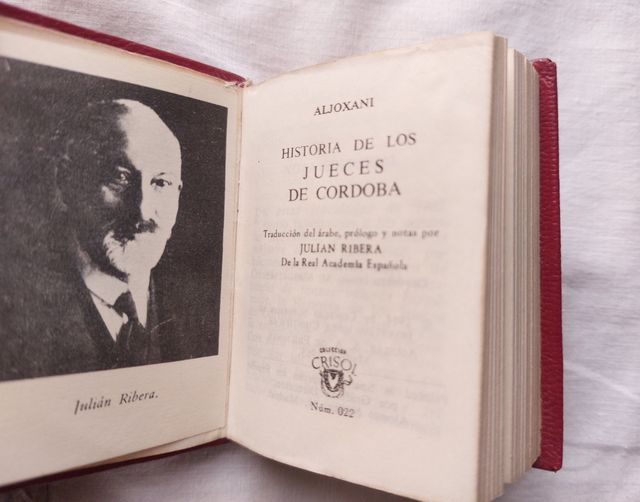 Julián Ribera.
ALJOXANI
HISTORIA DE LOS
JUECES
DE CORDOBA
Traducción del árabe, prólogo y notas por
JULIAN RIBERA
De la Real Academia Española
COLECCION
CRISOL
Núm. 022